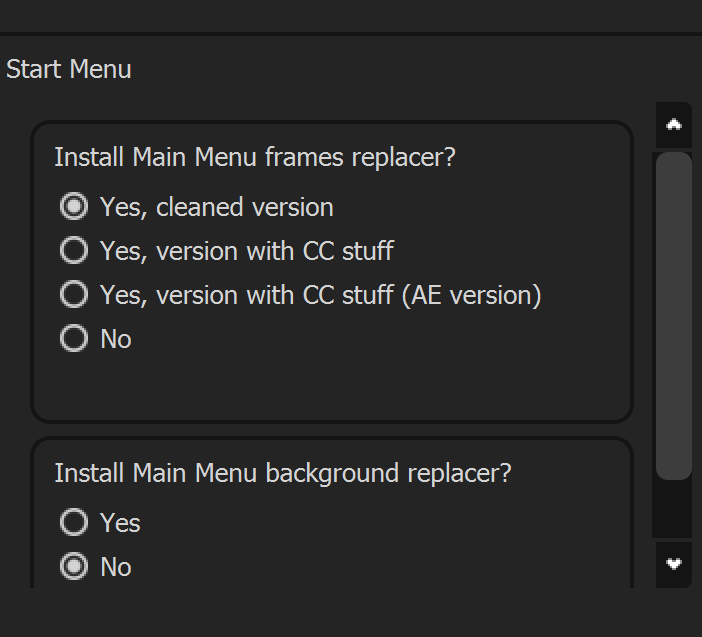 Start Menu
Install Main Menu frames replacer?
Yes, cleaned version
Yes, version with CC stuff
Yes, version with CC stuff (AE version)
No
Install Main Menu background replacer?
Yes
No